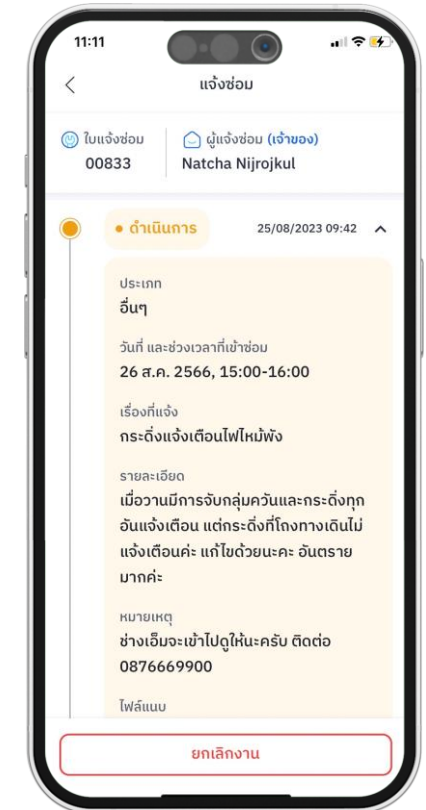 11:11
แจ้งซ่อม
ใบแจ้งซ่อม
00833
ผู้แจ้งซ่อม (เจ้าของ)
Natcha Nijrojkul
ดำเนินการ
25/08/2023 09:42
ประเภท
อื่นๆ
วันที่ และช่วงเวลาที่เข้าซ่อม
26 ส.ค. 2566, 15:00-16:00
เรื่องที่แจ้ง
กระดิ่งแจ้งเตือนไฟไหม้พัง
รายละเอียด
เมื่อวานมีการจับกลุ่มควันและกระดิ่งทุก
อันแจ้งเตือน แต่กระดิ่งที่โถงทางเดินไม่
แจ้งเตือนค่ะ แก้ไขด้วยนะคะ อันตราย
มากค่ะ
หมายเหตุ
ช่างเอ็มจะเข้าไปดูให้นะครับ ติดต่อ
0876669900
ไฟล์แนบ
ยกเลิกงาน